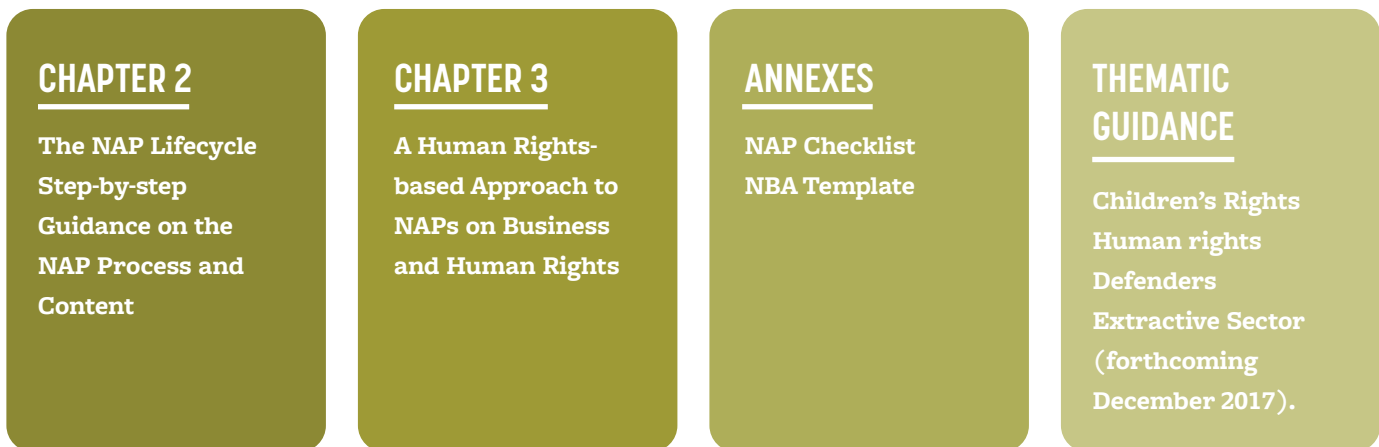 CHAPTER 2
The NAP Lifecycle
Step-by-step
Guidance on the
NAP Process and
Content
CHAPTER 3
A Human Rights-
based Approach to
NAPs on Business
and Human Rights
ANNEXES
NAP Checklist
NBA Template
THEMATIC
GUIDANCE
Children’s Rights
Human rights
Defenders
Extractive Sector
(forthcoming
December 2017).